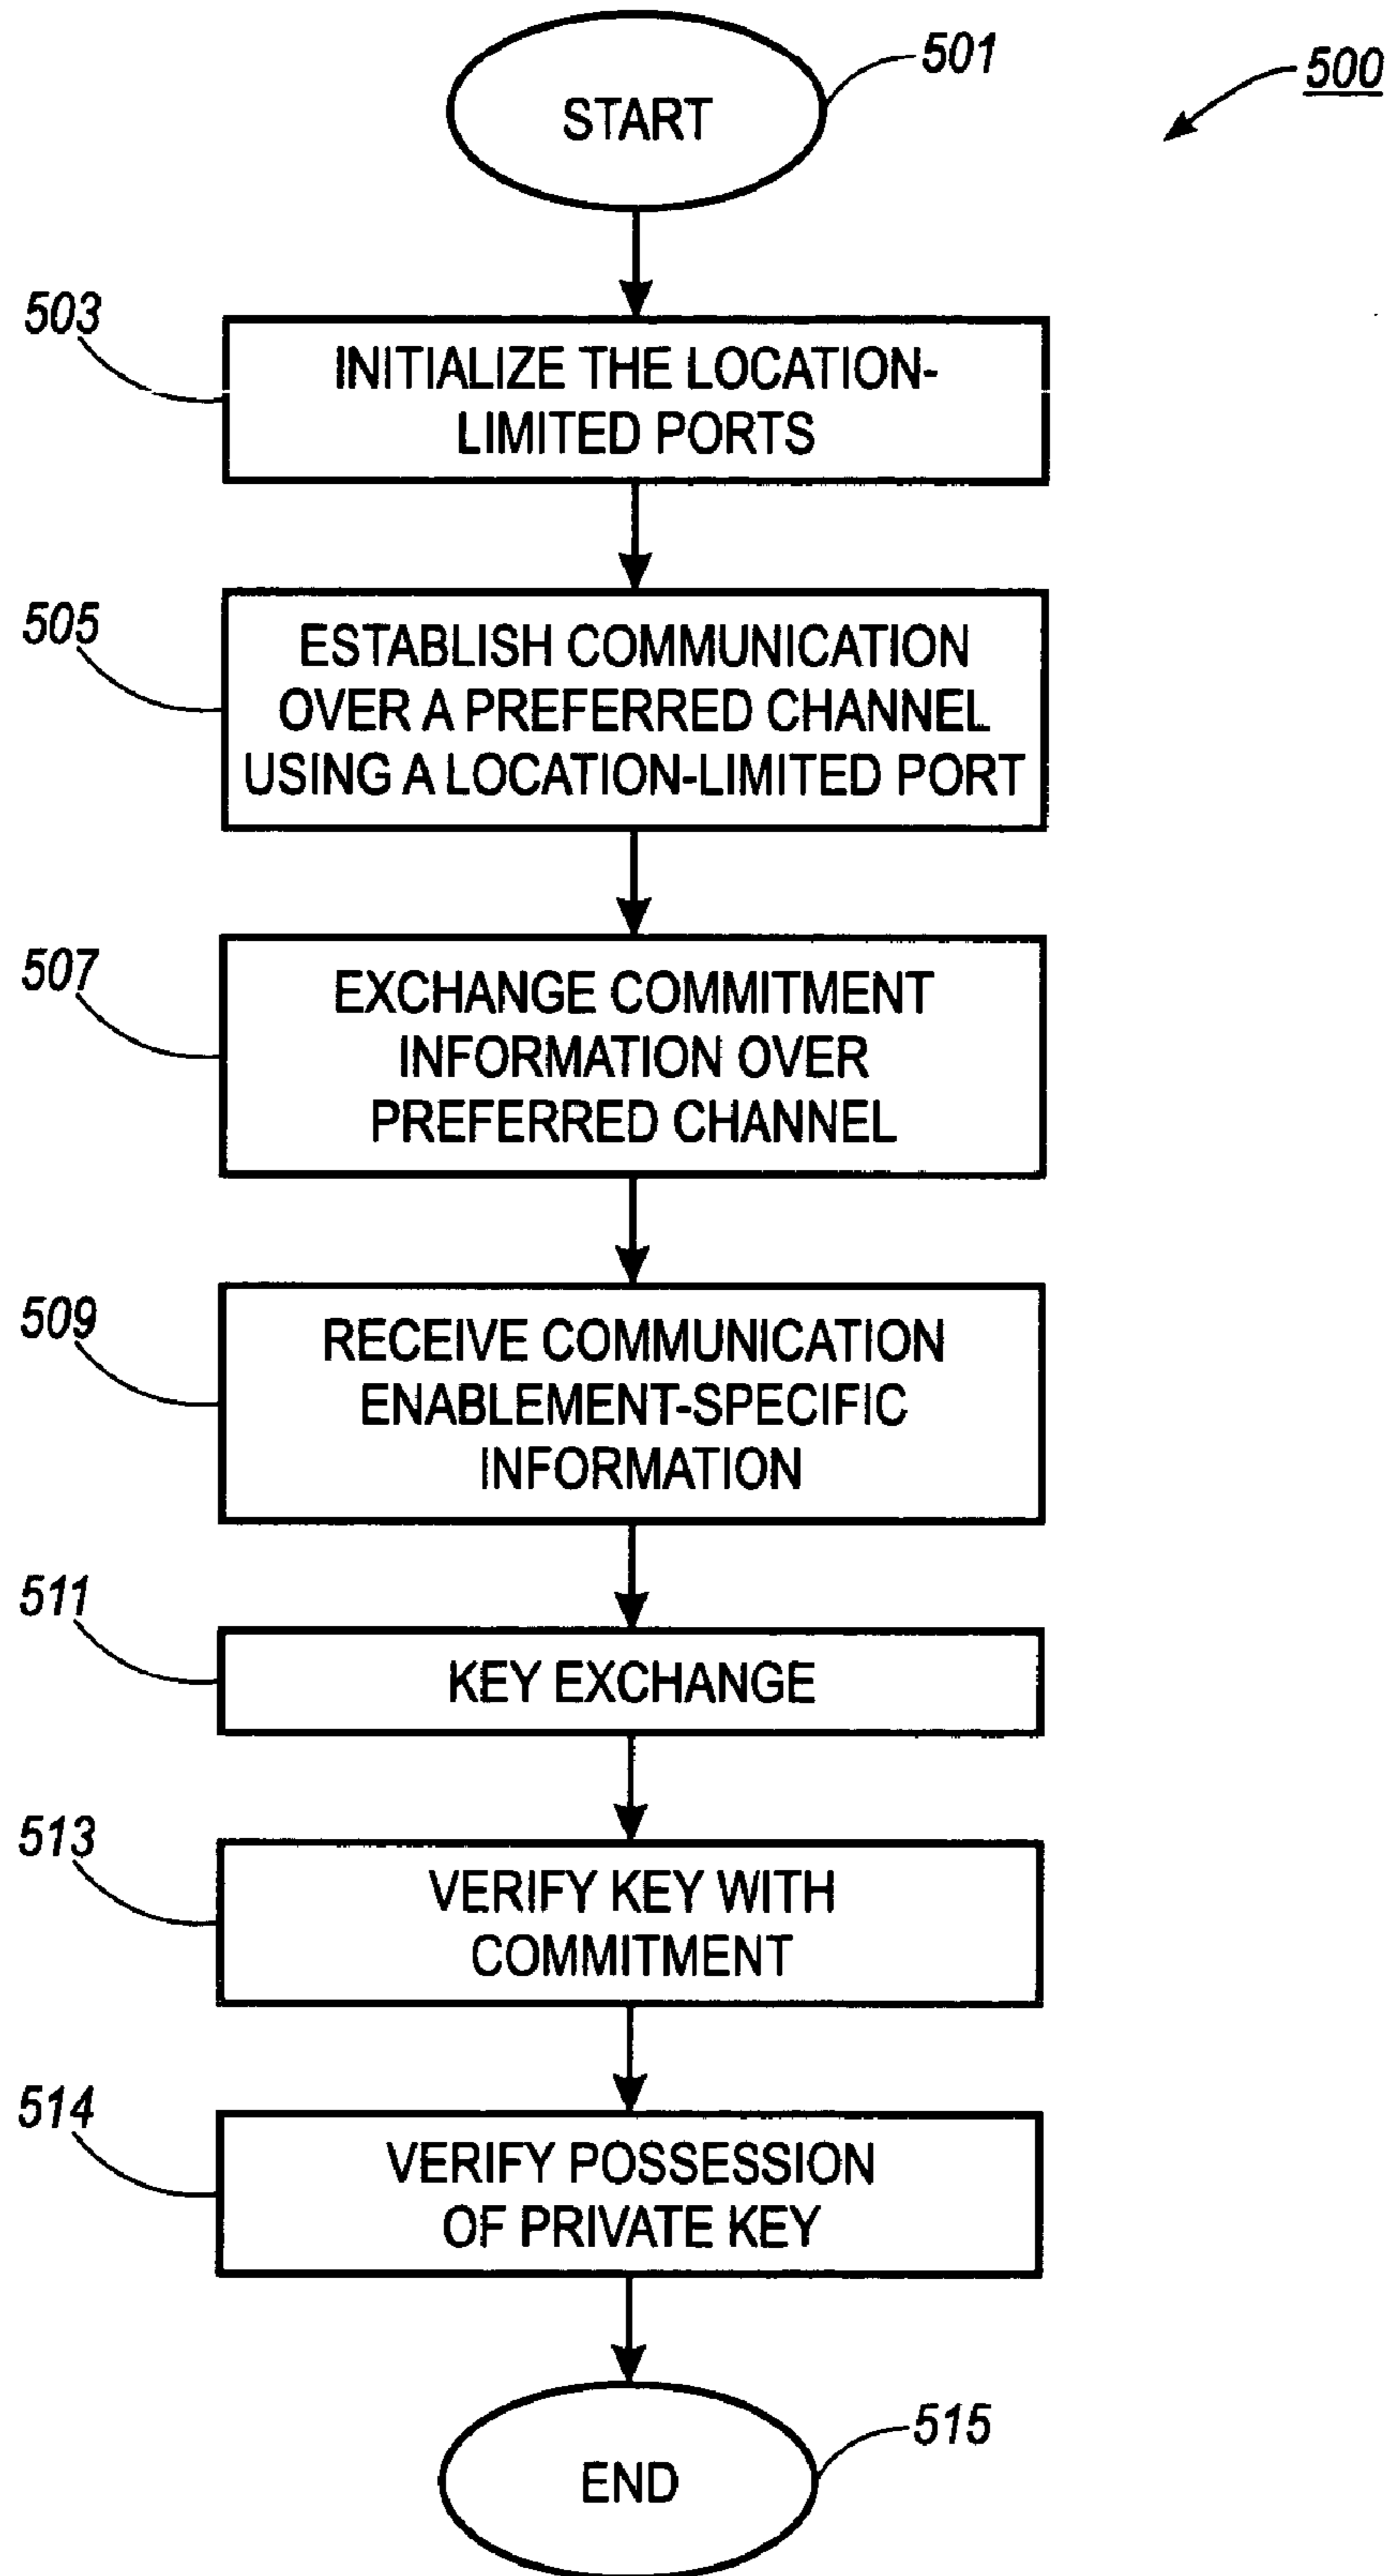 501
500
START
503
INITIALIZE THE LOCATION-
LIMITED PORTS
505
ESTABLISH COMMUNICATION
OVER A PREFERRED CHANNEL
USING A LOCATION-LIMITED PORT
507
EXCHANGE COMMITMENT
INFORMATION OVER
PREFERRED CHANNEL
509
RECEIVE COMMUNICATION
ENABLEMENT-SPECIFIC
INFORMATION
511
KEY EXCHANGE
513
VERIFY KEY WITH
COMMITMENT
514
VERIFY POSSESSION
OF PRIVATE KEY
515
END